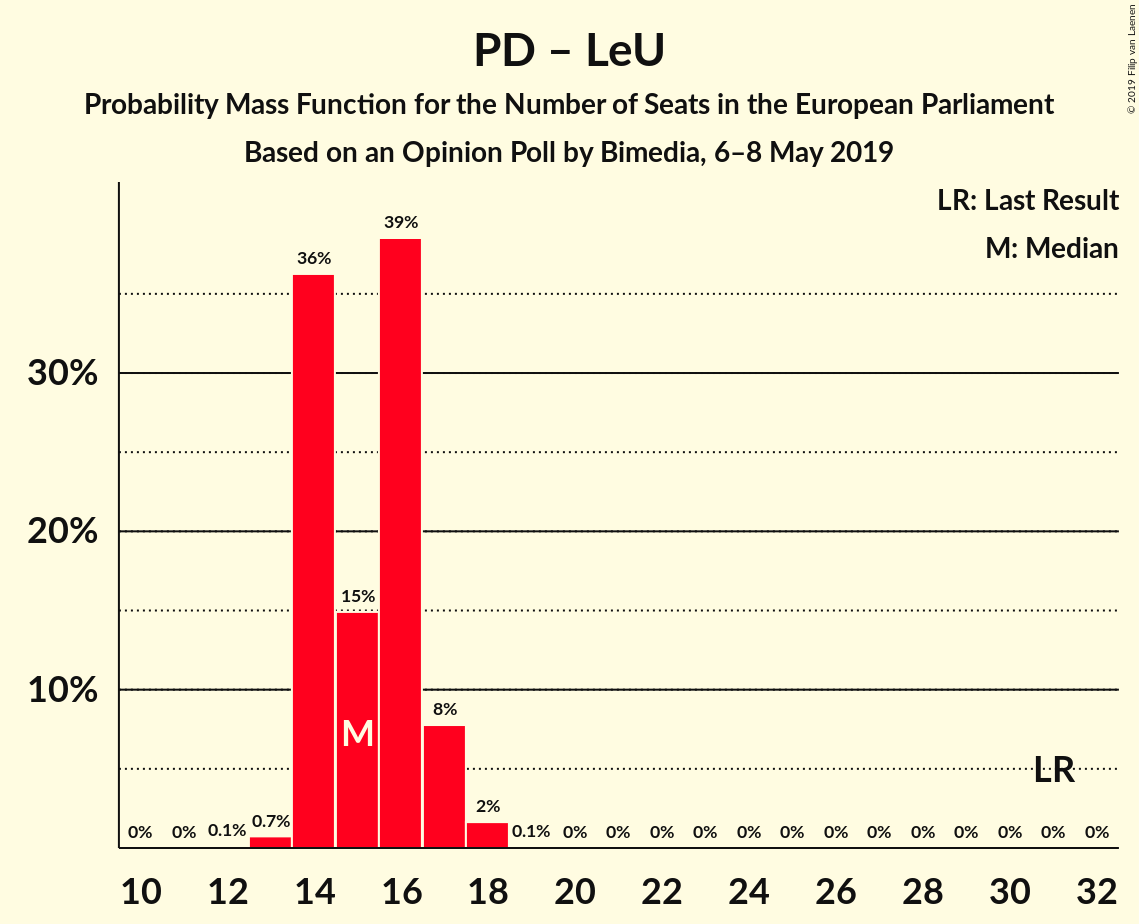 PD – LeU
Probability Mass Function for the Number of Seats in the European Parliament
Based on an Opinion Poll by Bimedia, 6–8 May 2019
© 2019 Filip van Laenen
LR: Last Result
M: Median
39%
36%
30%
20%
15%
10%
8%
M
LR
2%
0% 0% 0.1% 0.7% 0.1% 0% 0% 0% 0% 0% 0% 0% 0% 0% 0% 0% 0% 0%
10 12 14 16 18 20 22 24 26 28 30 32